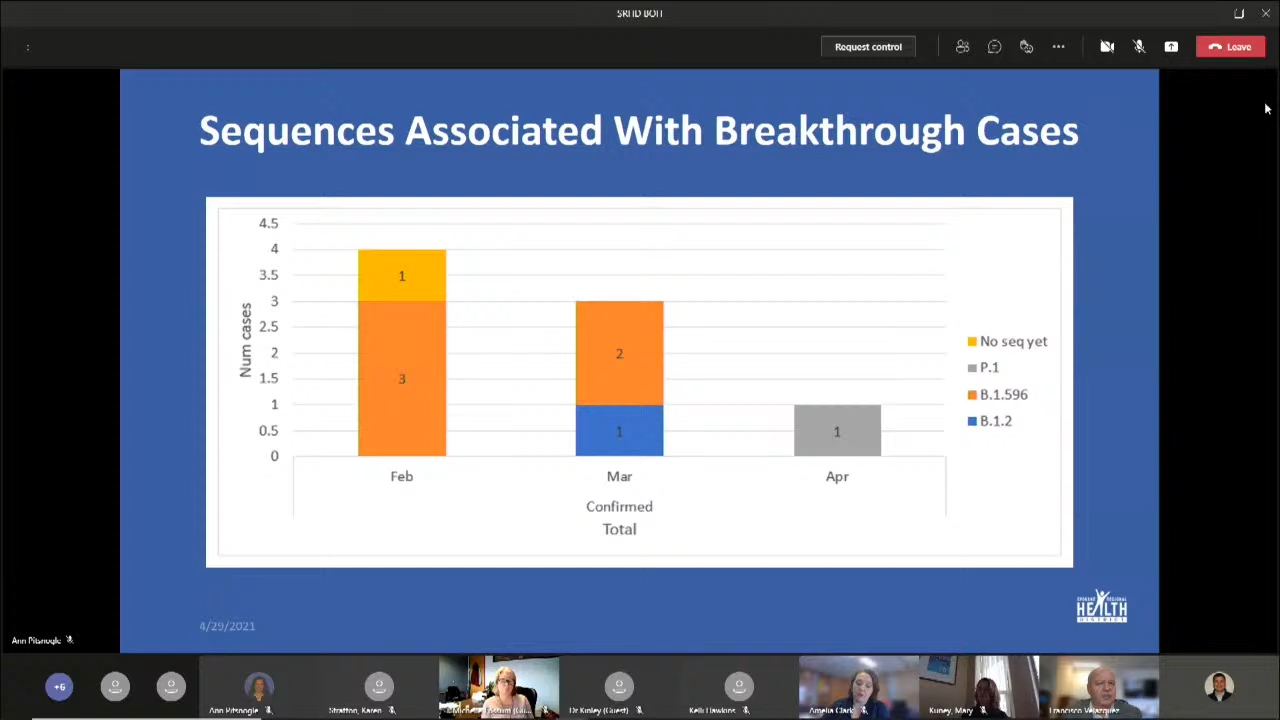 SRHD BOH
Request control
Leave
Sequences Associated With Breakthrough Cases
4.5
4
3.5
3
2.5
2
1.5
1
0.5
0
Num cases
1
3
2
1
1
Feb
Mar
Apr
Confirmed
Total
No seq yet
P.1
B.1.596
B.1.2
4/29/2021
SPOKANE REGIONAL
HEALTH
DISTRICT
Ann Pitsnogle
+6
Ann Pitsnogle
Stratton, Karen
Dr Kinley (Guest)
Kelli Hawkins
Amelia Clark
Kuney, Mary
Francisco Velazquez